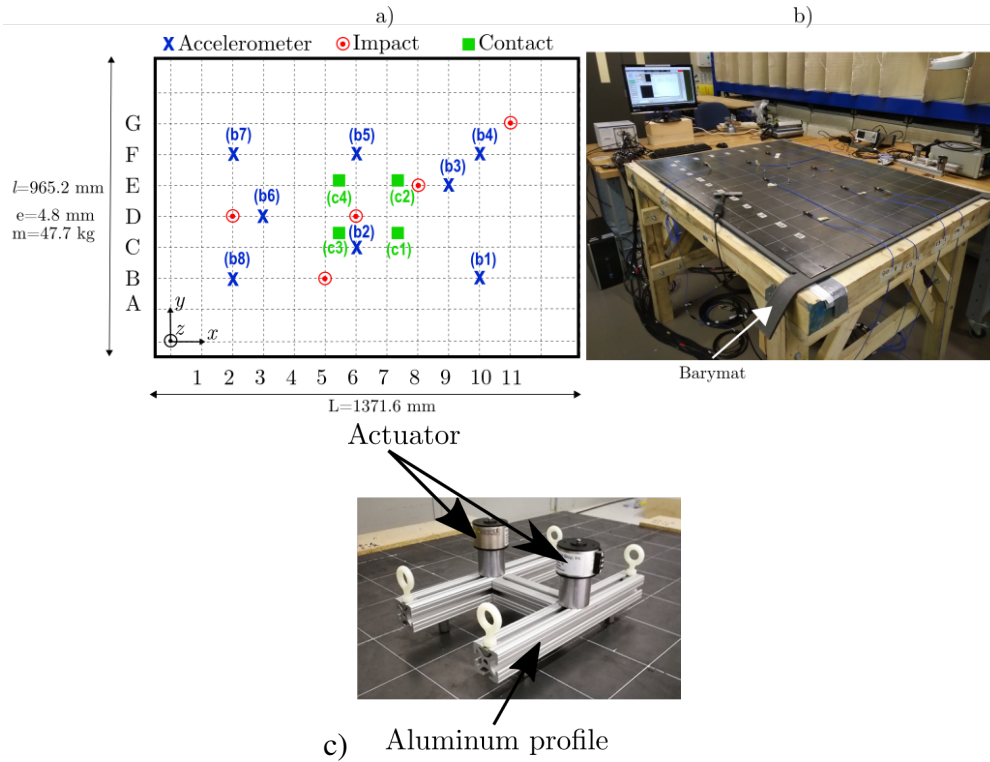 a)
b)
X Accelerometer Impact Contact
G
(b7) (b5) (b4)
F
(b3)
E
(b6) (c4) (c2)
l=965.2 mm
e=4.8 mm
m=47.7 kg
D
(b2)
C
(c3) (c1)
(b8) (b1)
B
A
y
z x
1 2 3 4 5 6 7 8 9 10 11
L=1371.6 mm
Barymat
Actuator
c) Aluminum profile